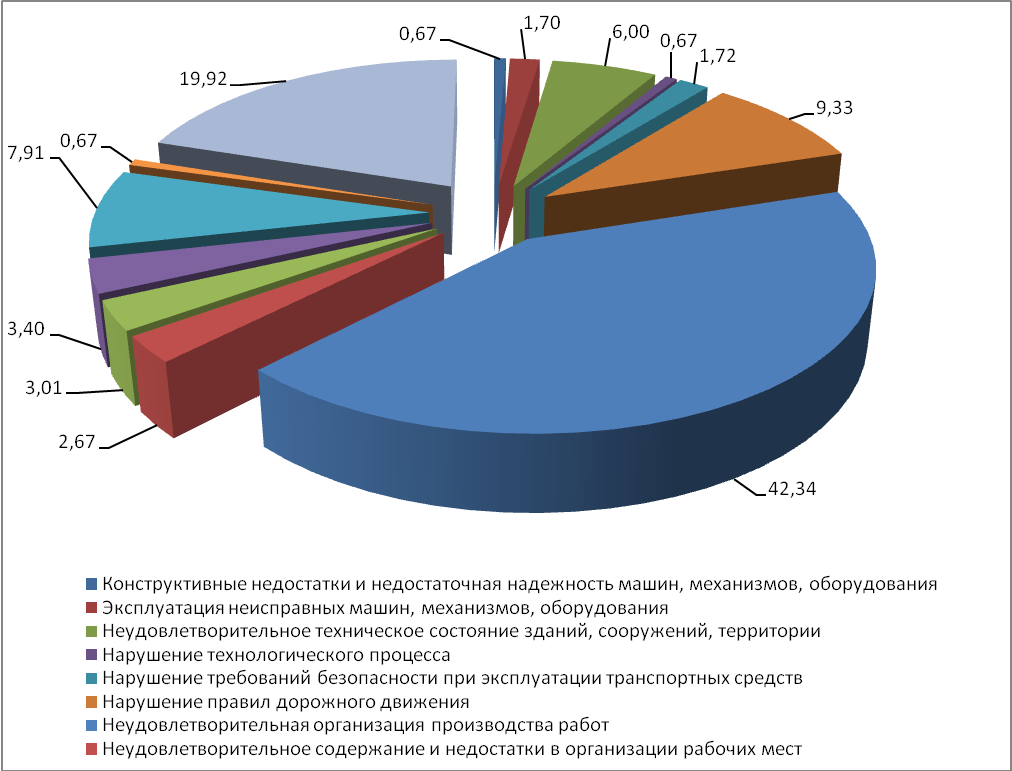 0,67
1,70
6,00
0,67
1,72
19,92
9,33
0,67
7,91
3,40
3,01
2,67
42,34
Конструктивные недостатки и недостаточная надежность машин, механизмов, оборудования
Эксплуатация неисправных машин, механизмов, оборудования
Неудовлетворительное техническое состояние зданий, сооружений, территории
Нарушение технологического процесса
Нарушение требований безопасности при эксплуатации транспортных средств
Нарушение правил дорожного движения
Неудовлетворительная организация производства работ
Неудовлетворительное содержание и недостатки в организации рабочих мест